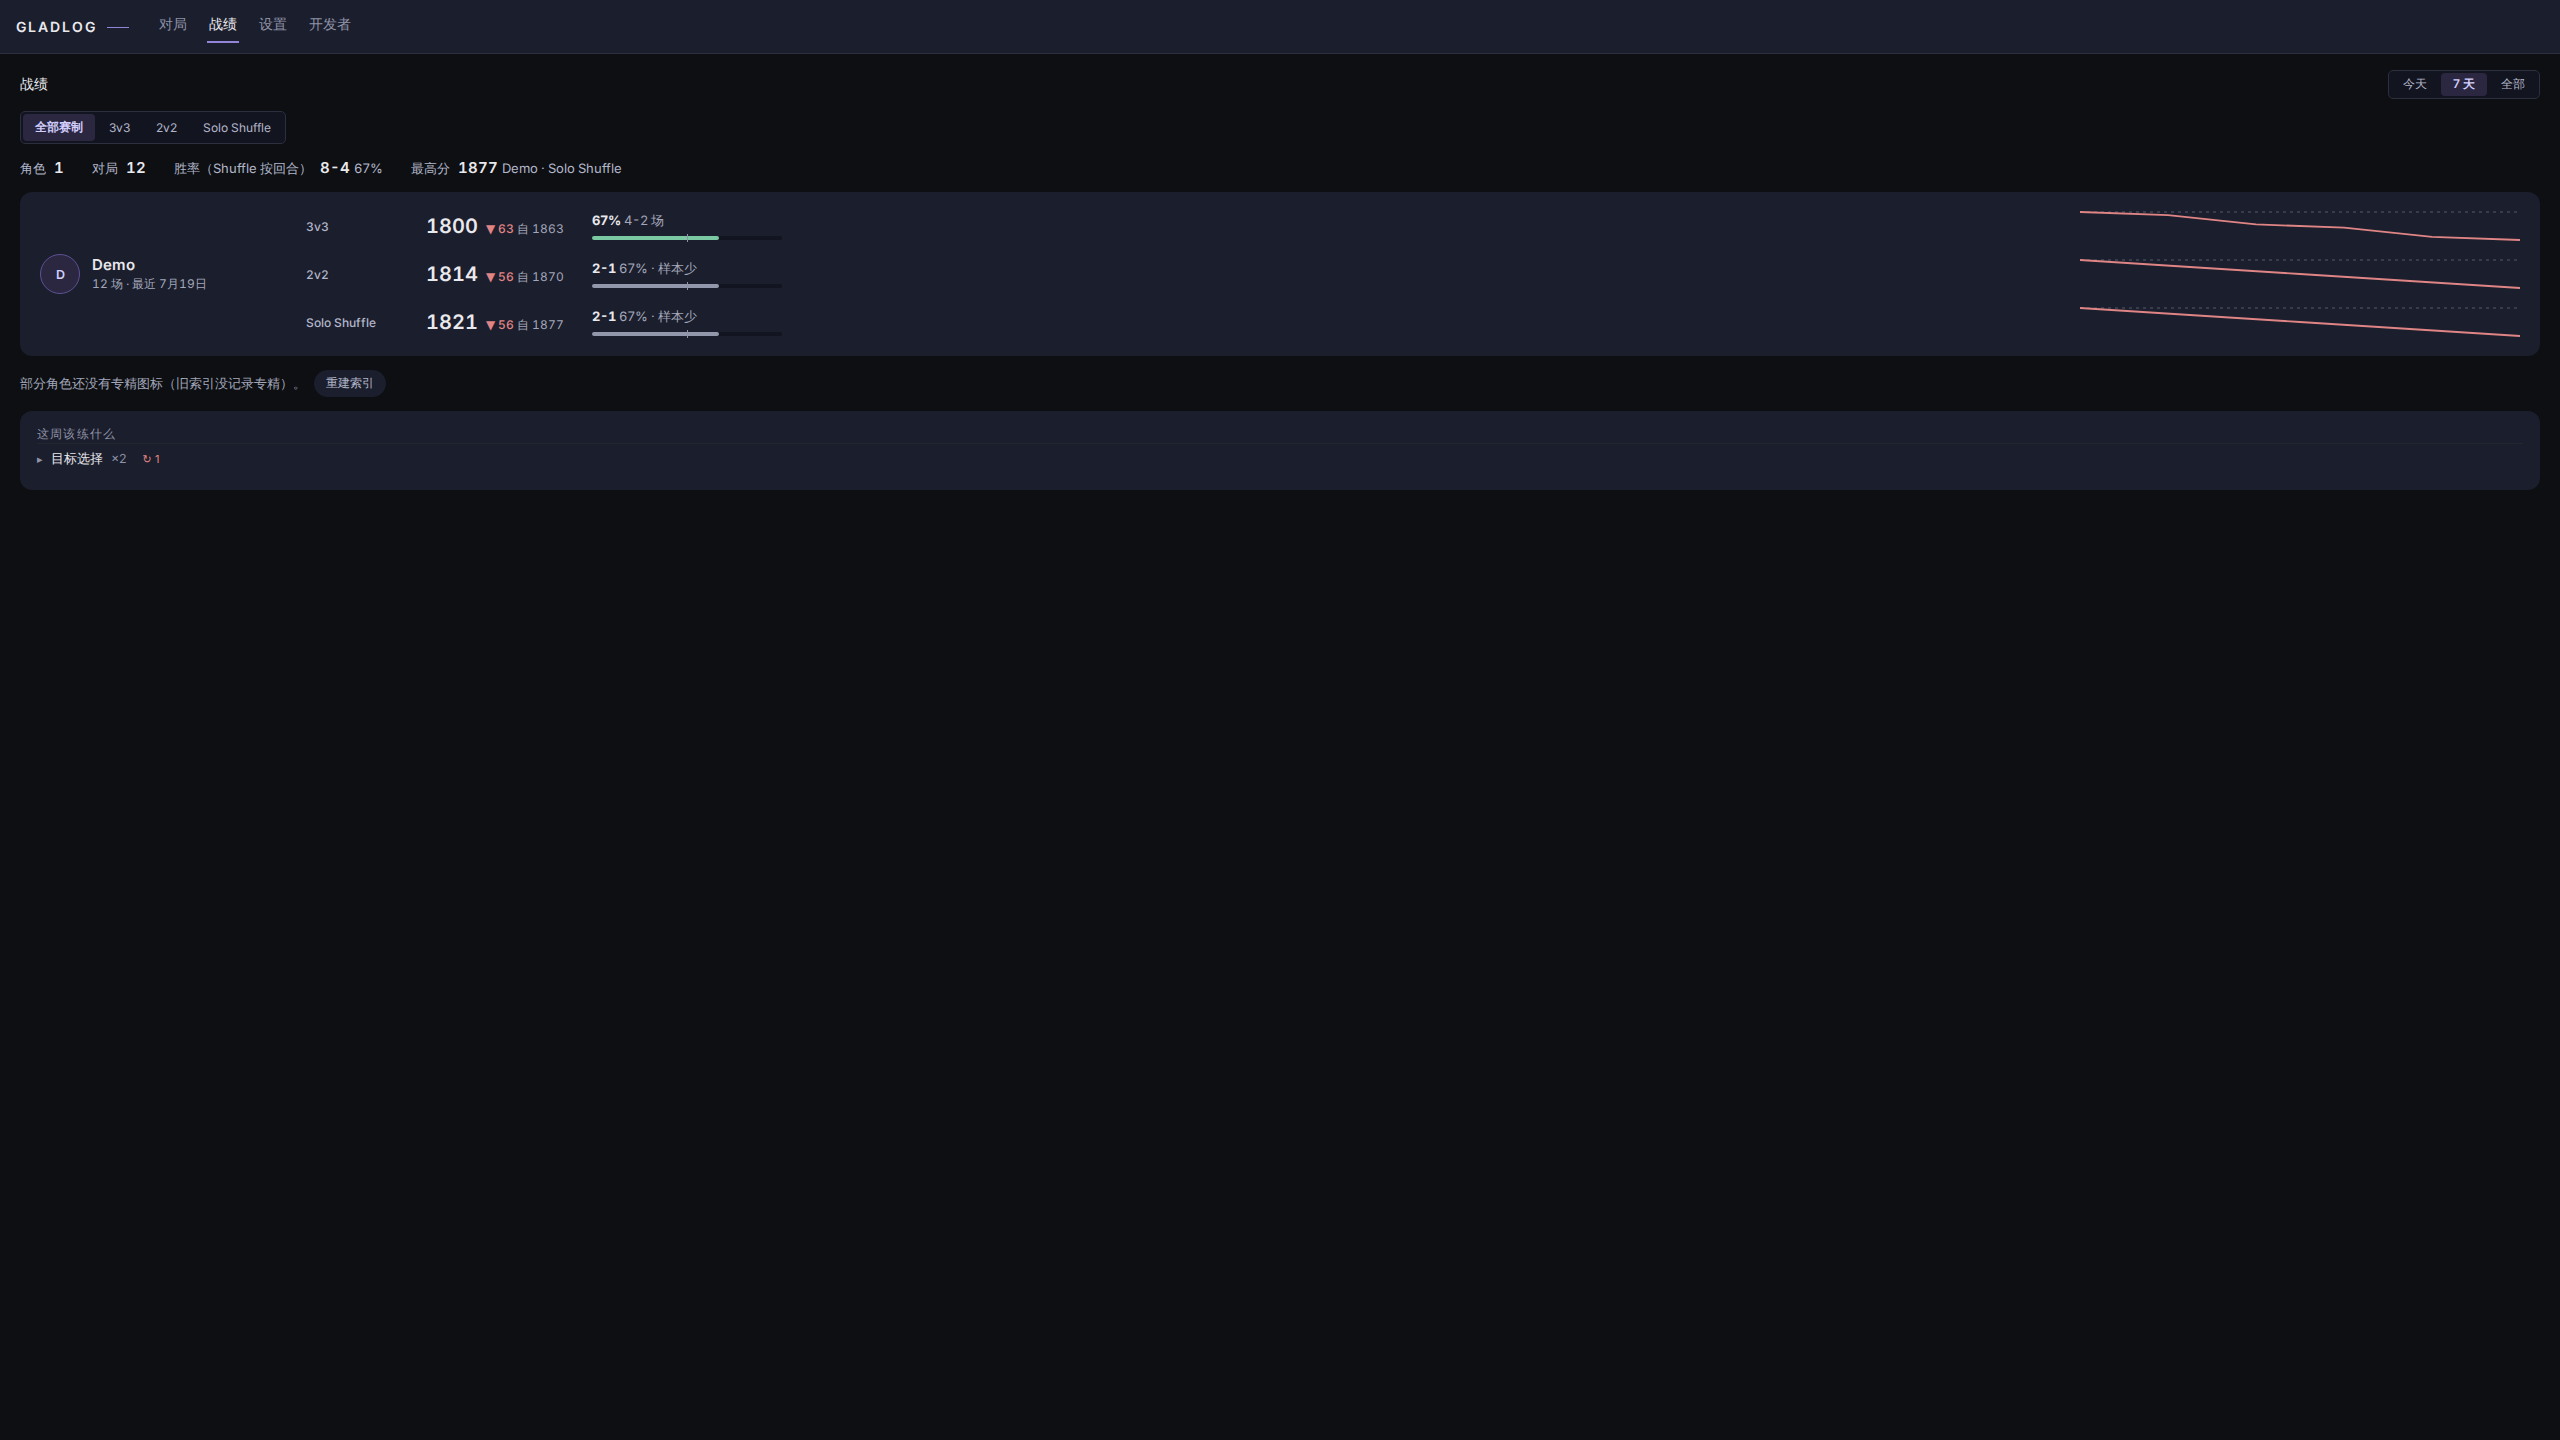 GLADLOG 对局 战绩 设置 开发者
战绩 今天 7 天 全部
全部赛制 3v3 2v2 Solo Shuffle
角色 1 对局 12 胜率（Shuffle 按回合） 8-4 67% 最高分 1877 Demo · Solo Shuffle
3v3 1800 ▼ 63 自 1863 67% 4-2 场
D Demo
12 场 · 最近 7月19日
2v2 1814 ▼ 56 自 1870 2-1 67% · 样本少
Solo Shuffle 1821 ▼ 56 自 1877 2-1 67% · 样本少
部分角色还没有专精图标（旧索引没记录专精）。 重建索引
这周该练什么
▸ 目标选择 ×2 ↻ 1